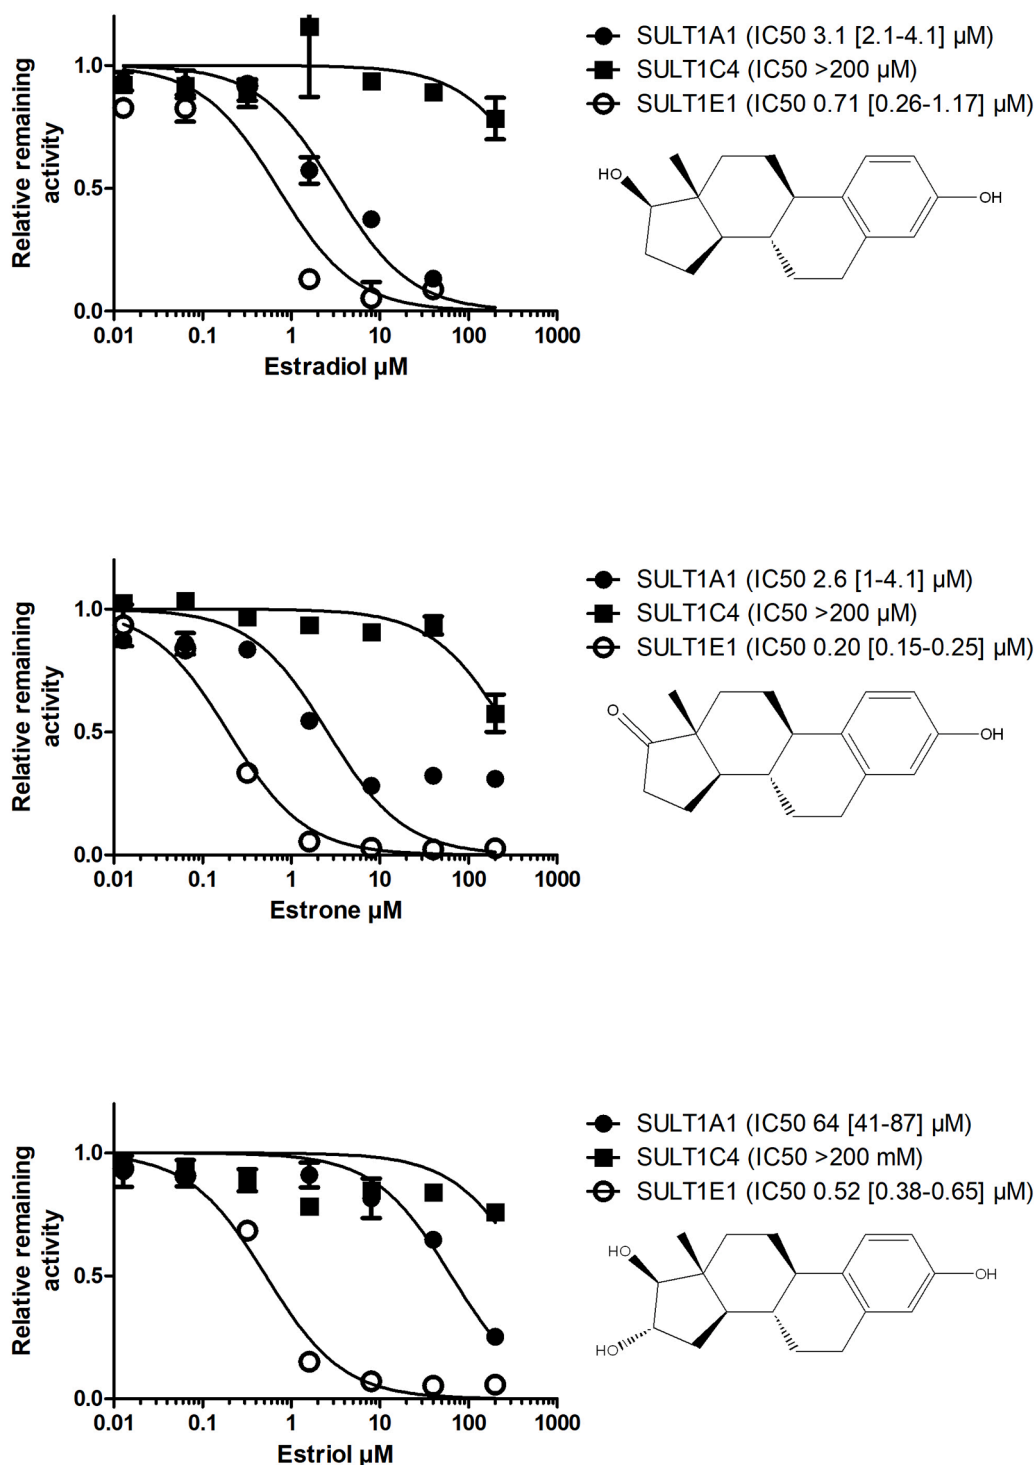 Relative remaining
activity
1.0
0.5
0.0
0.01 0.1 1 10 100 1000
Estradiol µM
SULT1A1 (IC50 3.1 [2.1-4.1] µM)
SULT1C4 (IC50 >200 µM)
SULT1E1 (IC50 0.71 [0.26-1.17] µM)
HO
OH
Relative remaining
activity
1.0
0.5
0.0
0.01 0.1 1 10 100 1000
Estrone µM
SULT1A1 (IC50 2.6 [1-4.1] µM)
SULT1C4 (IC50 >200 µM)
SULT1E1 (IC50 0.20 [0.15-0.25] µM)
O
OH
Relative remaining
activity
1.0
0.5
0.0
0.01 0.1 1 10 100 1000
Estriol µM
SULT1A1 (IC50 64 [41-87] µM)
SULT1C4 (IC50 >200 mM)
SULT1E1 (IC50 0.52 [0.38-0.65] µM)
HO
OH
HO